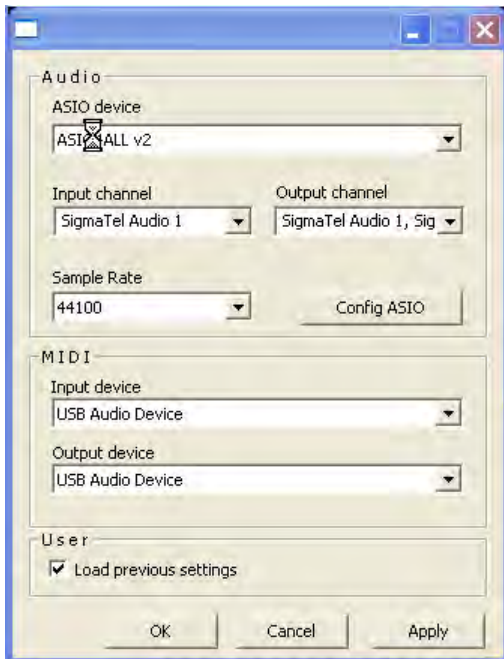 Audio
ASIO device
ALL v2
Input channel
Output channel
SigmaTel Audio 1
SigmaTel Audio 1, Sig
Sample Rate
44100
Config ASIO
MIDI
Input device
USB Audio Device
Output device
USB Audio Device
User
Load previous settings
OK
Cancel
Apply